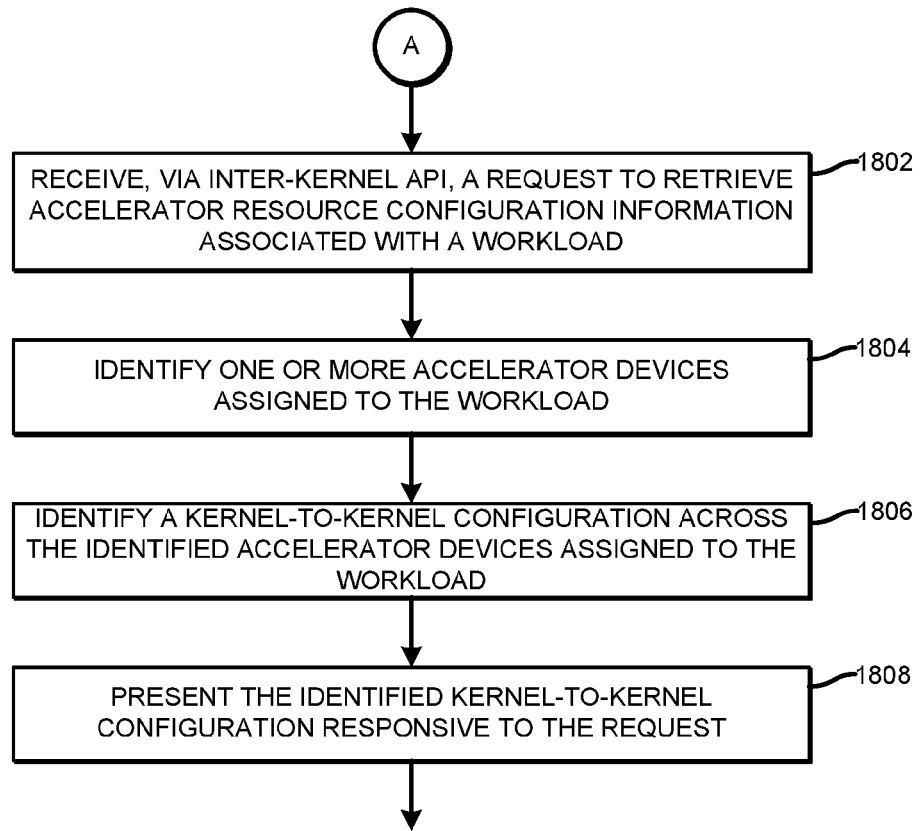 A
RECEIVE, VIA INTER-KERNEL API, A REQUEST TO RETRIEVE
ACCELERATOR RESOURCE CONFIGURATION INFORMATION
ASSOCIATED WITH A WORKLOAD
1802
IDENTIFY ONE OR MORE ACCELERATOR DEVICES
ASSIGNED TO THE WORKLOAD
1804
IDENTIFY A KERNEL-TO-KERNEL CONFIGURATION ACROSS
THE IDENTIFIED ACCELERATOR DEVICES ASSIGNED TO THE
WORKLOAD
1806
PRESENT THE IDENTIFIED KERNEL-TO-KERNEL
CONFIGURATION RESPONSIVE TO THE REQUEST
1808